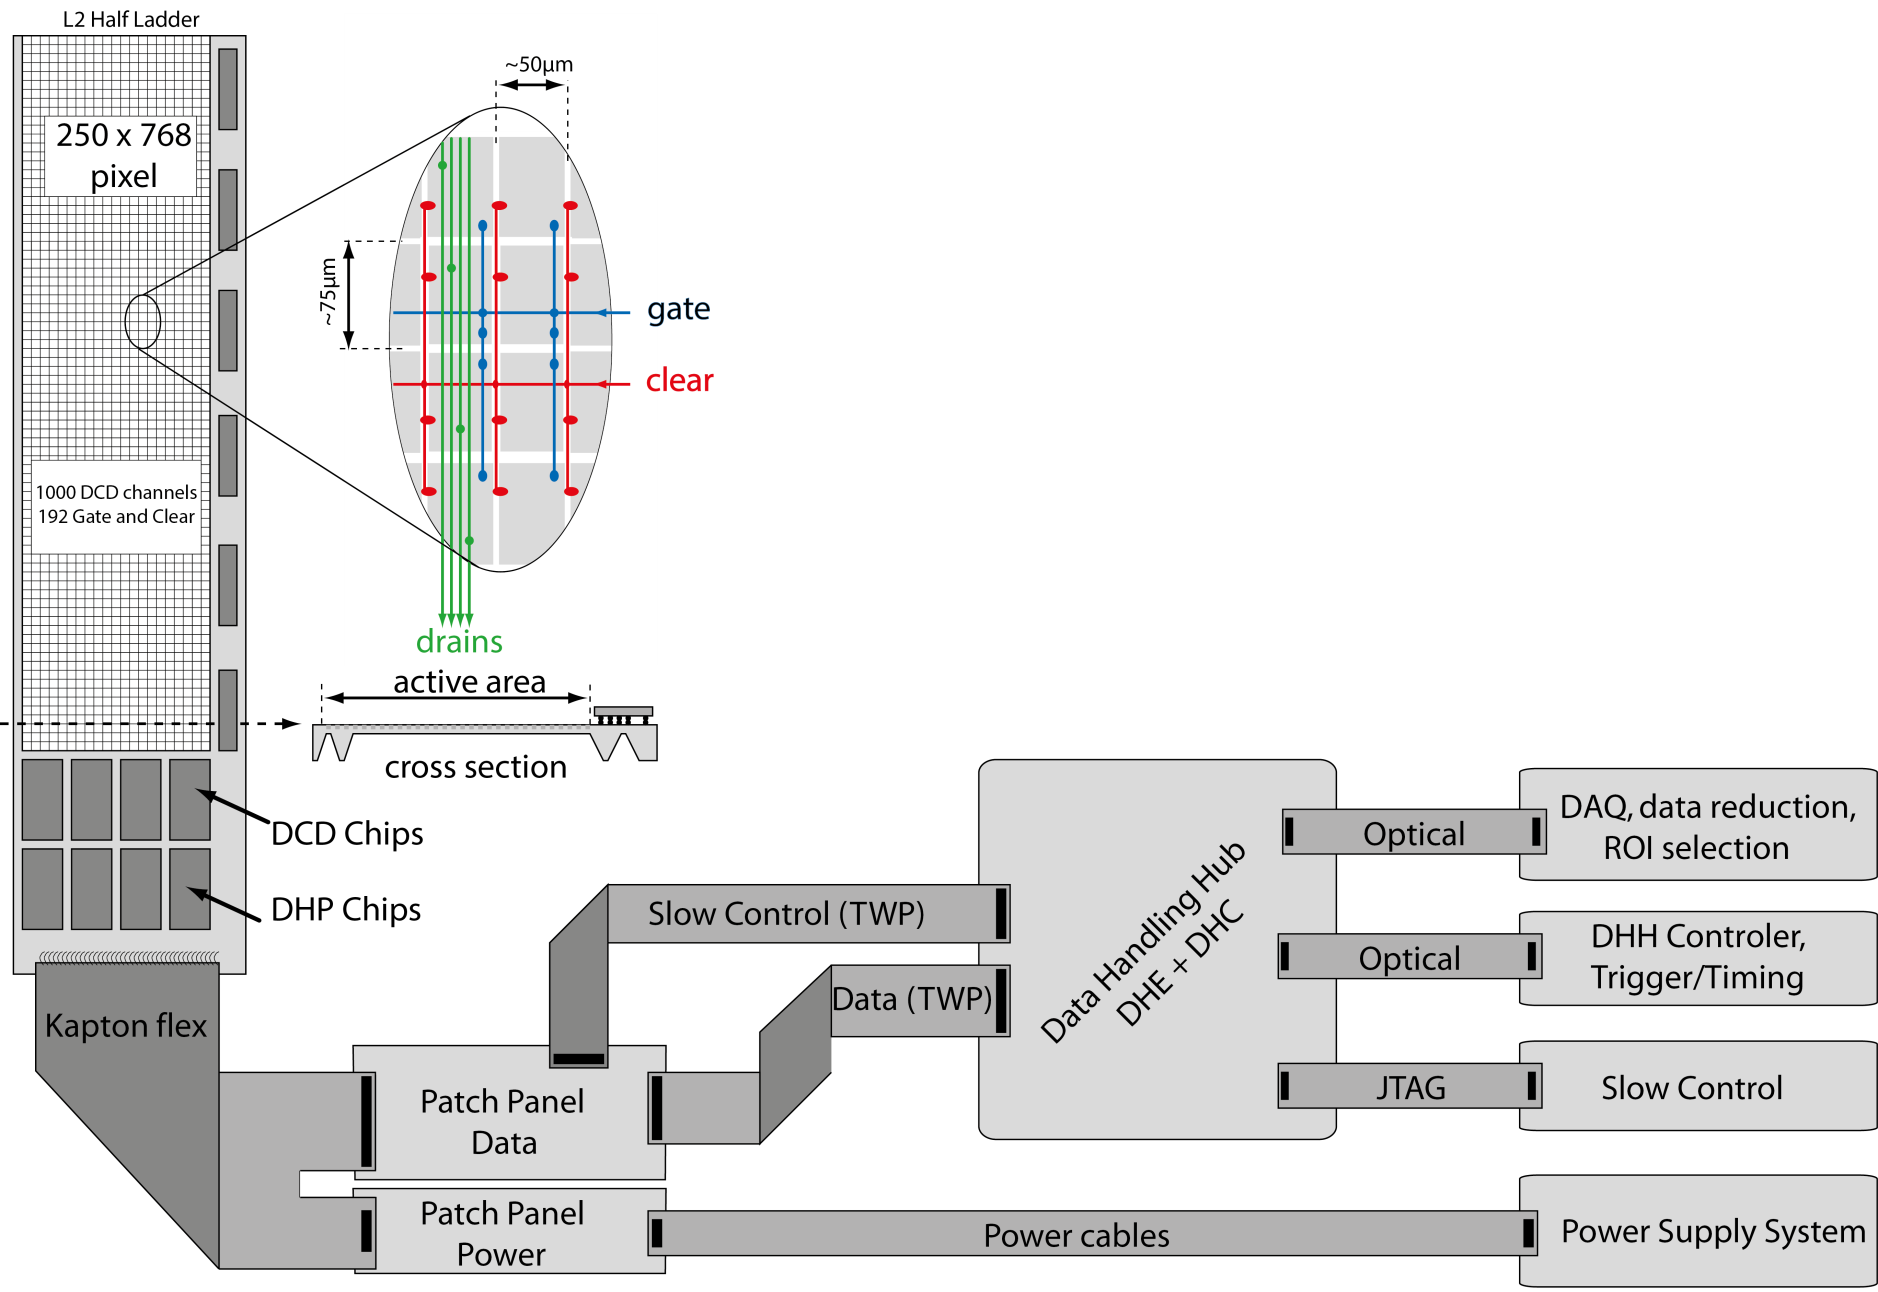 L2 Half Ladder
250 x 768
pixel
1000 DCD channels
192 Gate and Clear
~50µm
~75µm
gate
clear
drains
active area
cross section
DCD Chips
DHP Chips
Kapton flex
Slow Control (TWP)
Data (TWP)
Patch Panel
Data
Patch Panel
Power
Data Handling Hub
DHE + DHC
Optical
DAQ, data reduction,
ROI selection
Optical
DHH Controler,
Trigger/Timing
JTAG
Slow Control
Power cables
Power Supply System